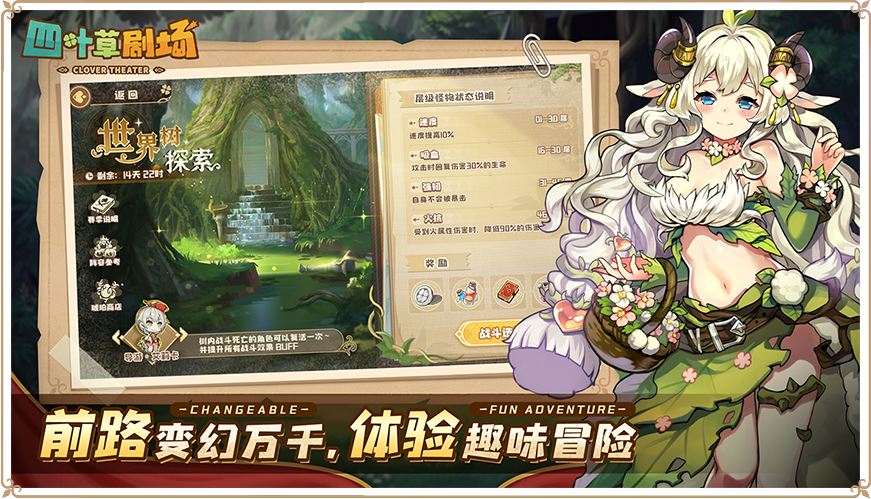 四叶草剧场
CLOVER THEATER
返回
世界树
探索
剩余：14天 22时
赛季说明
阵容参考
琥珀商店
导游·艾莉卡
树内战斗死亡的角色可以复活一次~
并提升所有战斗效果 BUFF
层级怪物状态说明
速度 01-30 层
速度提高10%
吸血 16-30 层
攻击时回复伤害30%的生命
强韧
自身不会被暴击
火抗
受到火属性伤害时，降低90%的伤害
奖励
战斗
CHANGEABLE
FUN ADVENTURE
前路变幻万千，体验趣味冒险